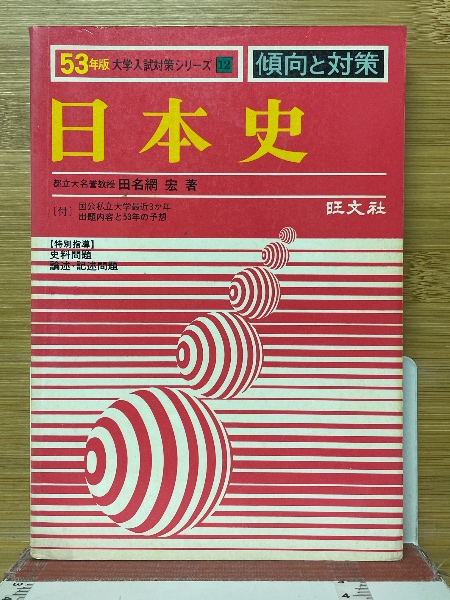 53年版 大学入試対策シリーズ 12 傾向と対策
日本史
都立大名誉教授 田名網 宏 著
[付] 国公私立大学最近3か年
出題内容と53年の予想
旺文社
【特別指導】
史料問題
論述・記述問題